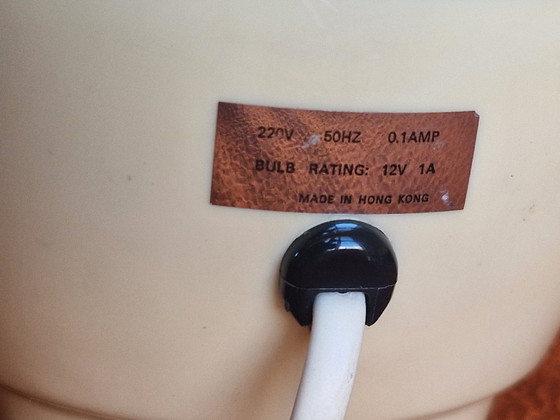 220V 50HZ 0.1AMP
BULB RATING: 12V 1A
MADE IN HONG KONG